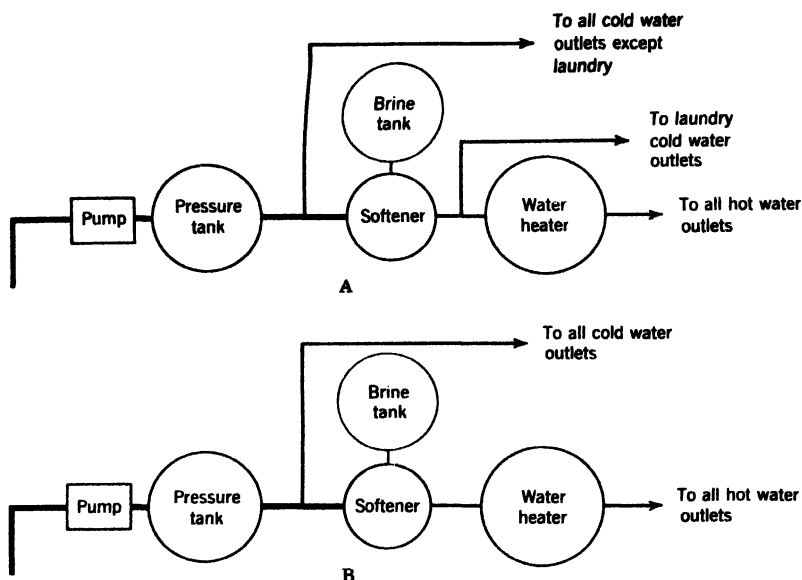 To all cold water
outlets except
laundry
Brine
tank
To laundry
cold water
outlets
Pump
Pressure
tank
Softener
Water
heater
To all hot water
outlets
A
To all cold water
outlets
Brine
tank
Pump
Pressure
tank
Softener
Water
heater
To all hot water
outlets
B